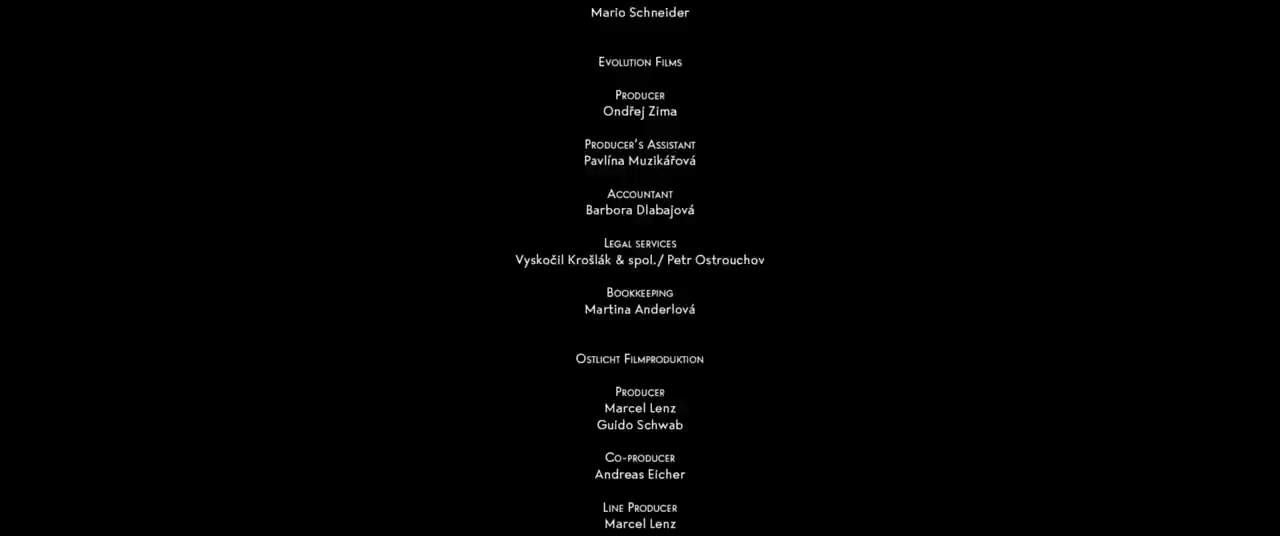 Mario Schneider
Evolution Films
Producer
Ondřej Zima
Producer's Assistant
Pavlína Muzikářová
Accountant
Barbora Dlabajová
Legal services
Vyskočil Krošlák & spol./ Petr Ostrouchov
Bookkeeping
Martina Anderlová
Ostlicht Filmproduktion
Producer
Marcel Lenz
Guido Schwab
Co-producer
Andreas Eicher
Line Producer
Marcel Lenz